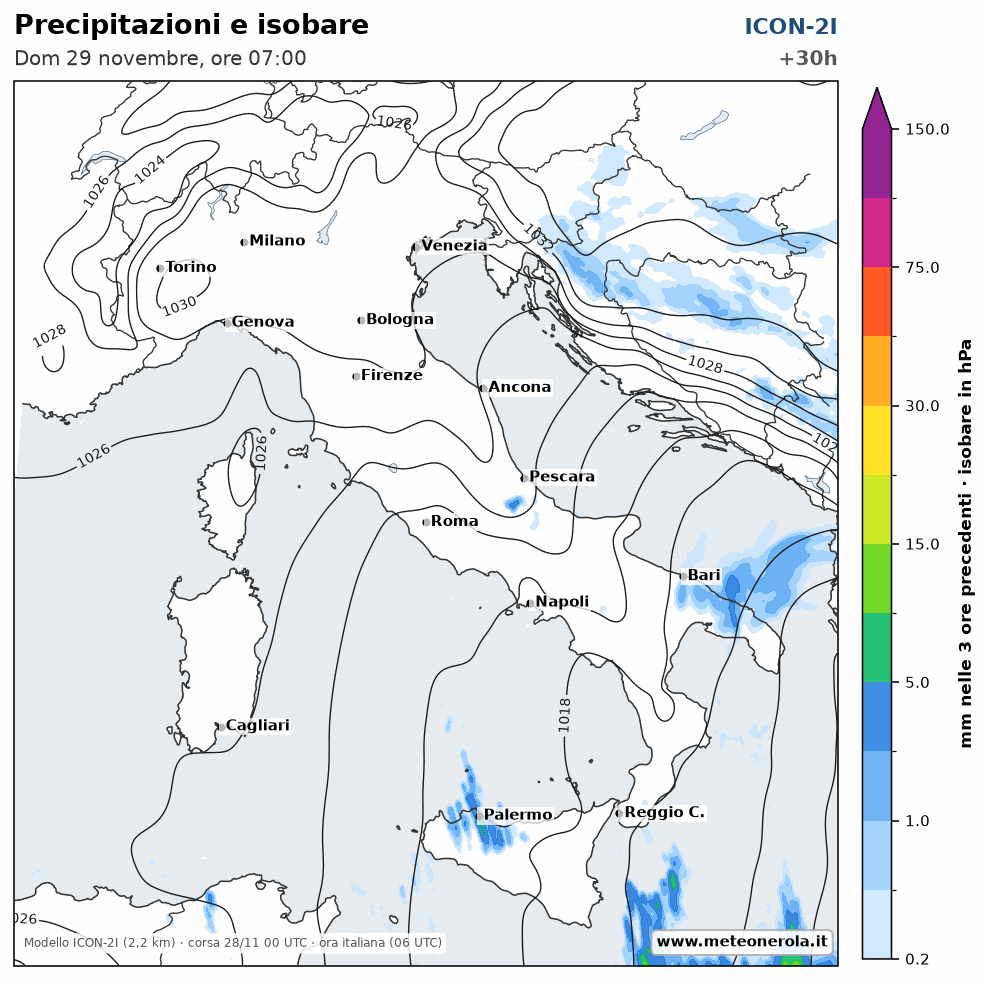 Precipitazioni e isobare
ICON-2I
Dom 29 novembre, ore 07:00
+30h
1026
1024
1026
1032
1030
1028
1028
1026
1026
1018
Milano
Venezia
Torino
Genova
Bologna
Firenze
Ancona
Pescara
Roma
Bari
Napoli
Cagliari
Palermo
Reggio C.
Modello ICON-2I (2,2 km) · corsa 28/11 00 UTC · ora italiana (06 UTC)
www.meteonerola.it
150.0
75.0
30.0
15.0
5.0
1.0
0.2
mm nelle 3 ore precedenti · isobare in hPa